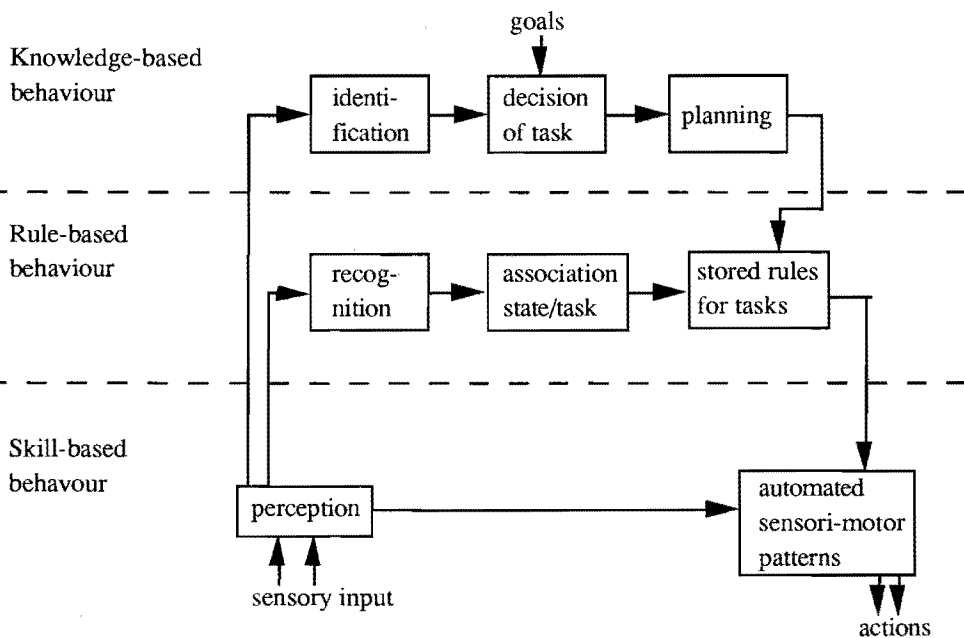 goals
Knowledge-based
behaviour
identi-
fication
decision
of task
planning
Rule-based
behaviour
recog-
nition
association
state/task
stored rules
for tasks
Skill-based
behavour
perception
automated
sensori-motor
patterns
sensory input
actions